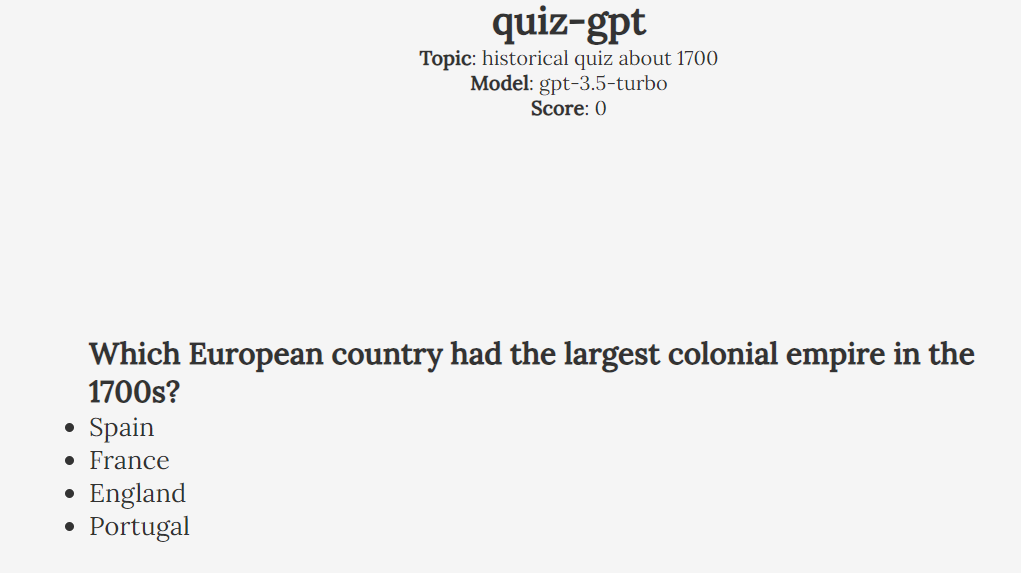 quiz-gpt
Topic: historical quiz about 1700
Model: gpt-3.5-turbo
Score: 0
Which European country had the largest colonial empire in the
1700s?
• Spain
• France
• England
• Portugal